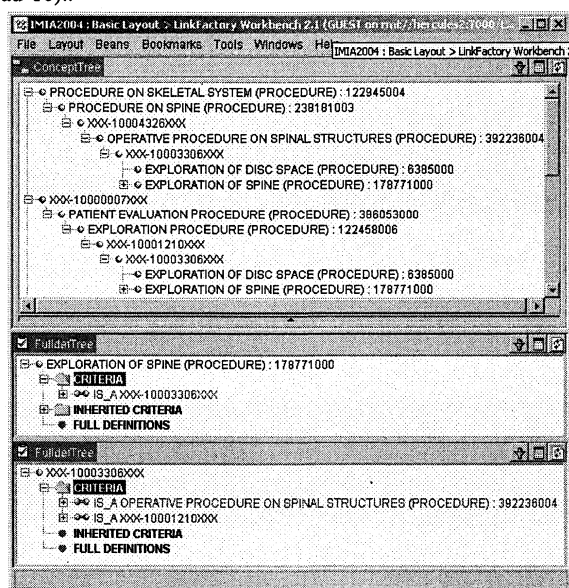 IMIA2004 : Basic Layout > LinkFactory Workbench 2.1 (GUEST on rmi://hercules2:7000
File Layout Beans Bookmarks Tools Windows Help
IMIA2004 : Basic Layout > LinkFactory Workbench
ConceptTree
PROCEDURE ON SKELETAL SYSTEM (PROCEDURE) : 122945004
PROCEDURE ON SPINE (PROCEDURE) : 238181003
XXX-10004326XXX
OPERATIVE PROCEDURE ON SPINAL STRUCTURES (PROCEDURE) : 392236004
XXX-10003306XXX
EXPLORATION OF DISC SPACE (PROCEDURE) : 6385000
EXPLORATION OF SPINE (PROCEDURE) : 178771000
XXX-10000007XXX
PATIENT EVALUATION PROCEDURE (PROCEDURE) : 386053000
EXPLORATION PROCEDURE (PROCEDURE) : 122458006
XXX-10001210XXX
XXX-10003306XXX
EXPLORATION OF DISC SPACE (PROCEDURE) : 6385000
EXPLORATION OF SPINE (PROCEDURE) : 178771000
FulldefTree
EXPLORATION OF SPINE (PROCEDURE) : 178771000
CRITERIA
IS_A XXX-10003306XXX
INHERITED CRITERIA
FULL DEFINITIONS
FulldefTree
XXX-10003306XXX
CRITERIA
IS_A OPERATIVE PROCEDURE ON SPINAL STRUCTURES (PROCEDURE) : 392236004
IS_A XXX-10001210XXX
INHERITED CRITERIA
FULL DEFINITIONS